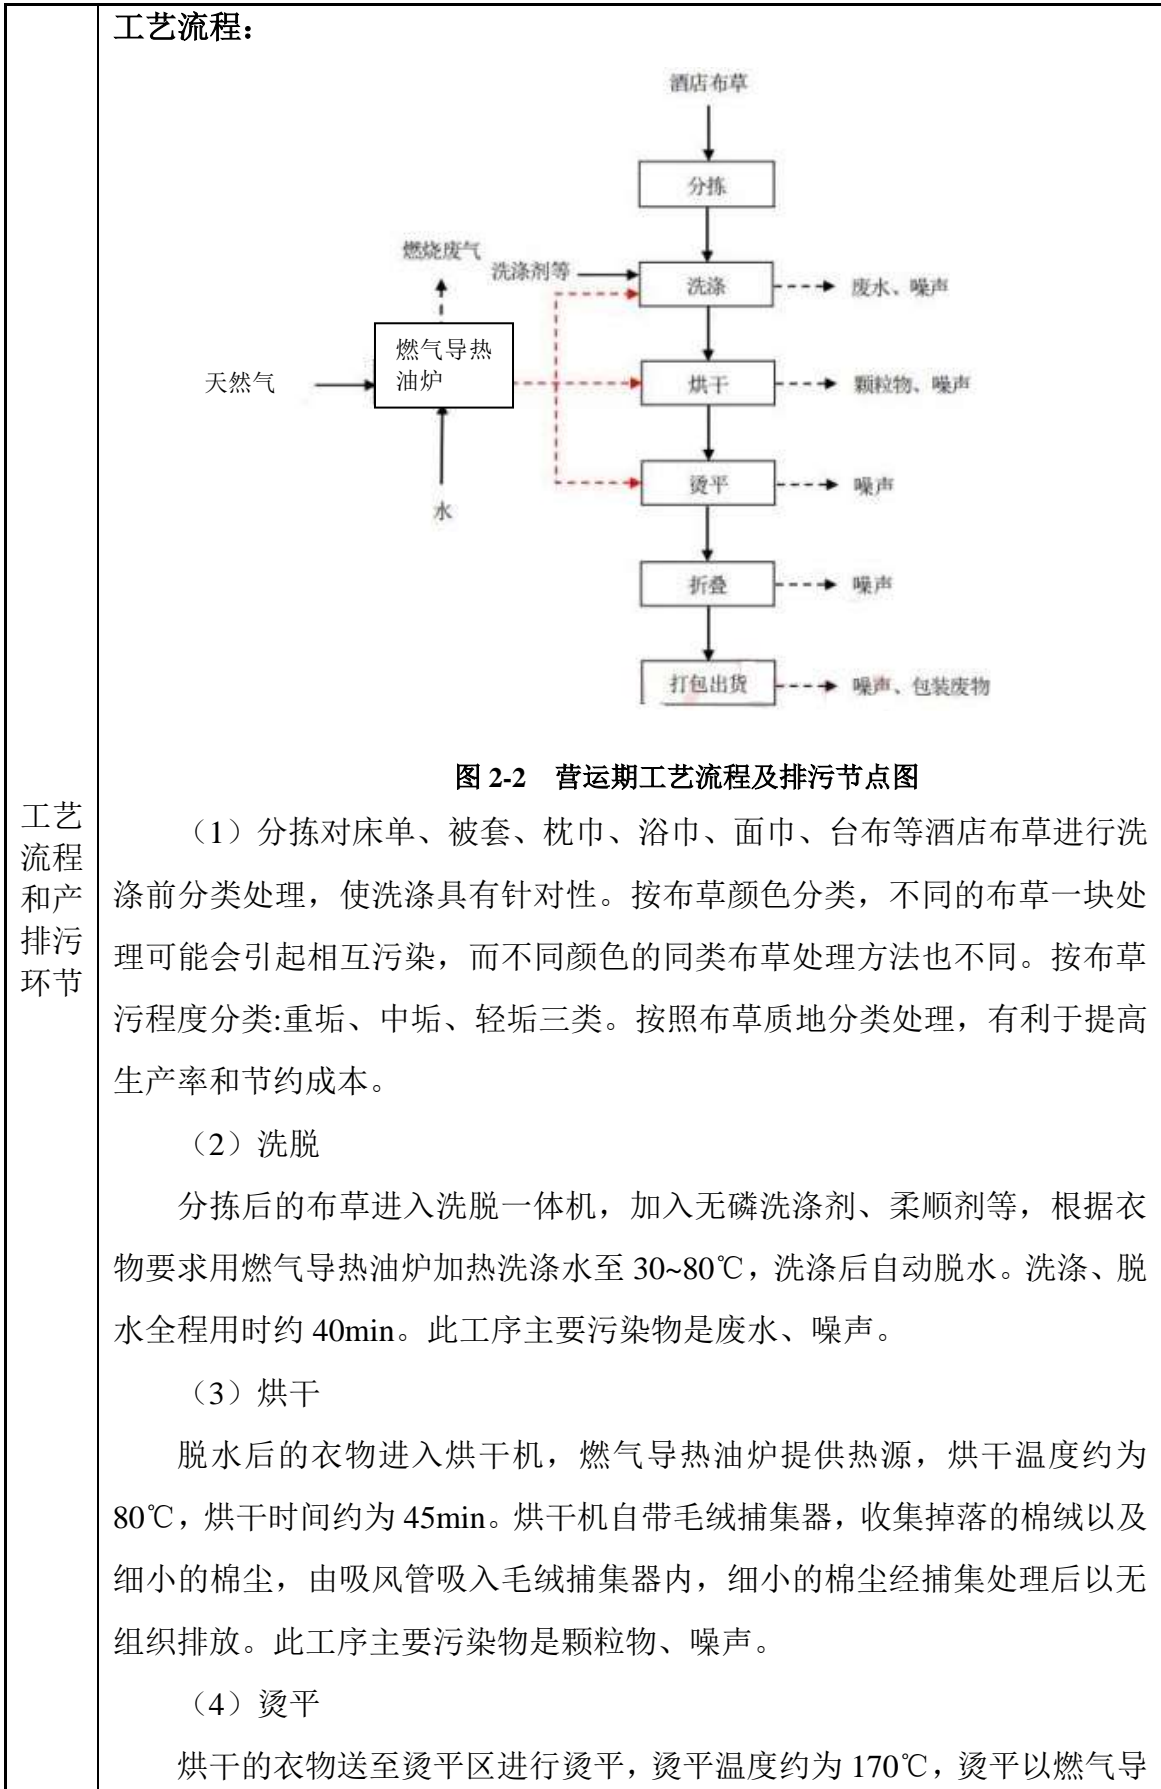 工艺流程：
酒店布草
分拣
燃烧废气
洗涤剂等
洗涤
废水、噪声
燃气导热
油炉
天然气
烘干
颗粒物、噪声
烫平
噪声
水
折叠
噪声
打包出货
噪声、包装废物
图 2-2 营运期工艺流程及排污节点图
工艺
流程
和产
排污
环节
（1）分拣对床单、被套、枕巾、浴巾、面巾、台布等酒店布草进行洗
涤前分类处理，使洗涤具有针对性。按布草颜色分类，不同的布草一块处
理可能会引起相互污染，而不同颜色的同类布草处理方法也不同。按布草
污程度分类:重垢、中垢、轻垢三类。按照布草质地分类处理，有利于提高
生产率和节约成本。
（2）洗脱
分拣后的布草进入洗脱一体机，加入无磷洗涤剂、柔顺剂等，根据衣
物要求用燃气导热油炉加热洗涤水至 30~80℃，洗涤后自动脱水。洗涤、脱
水全程用时约 40min。此工序主要污染物是废水、噪声。
（3）烘干
脱水后的衣物进入烘干机，燃气导热油炉提供热源，烘干温度约为
80℃，烘干时间约为 45min。烘干机自带毛绒捕集器，收集掉落的棉绒以及
细小的棉尘，由吸风管吸入毛绒捕集器内，细小的棉尘经捕集处理后以无
组织排放。此工序主要污染物是颗粒物、噪声。
（4）烫平
烘干的衣物送至烫平区进行烫平，烫平温度约为 170℃，烫平以燃气导